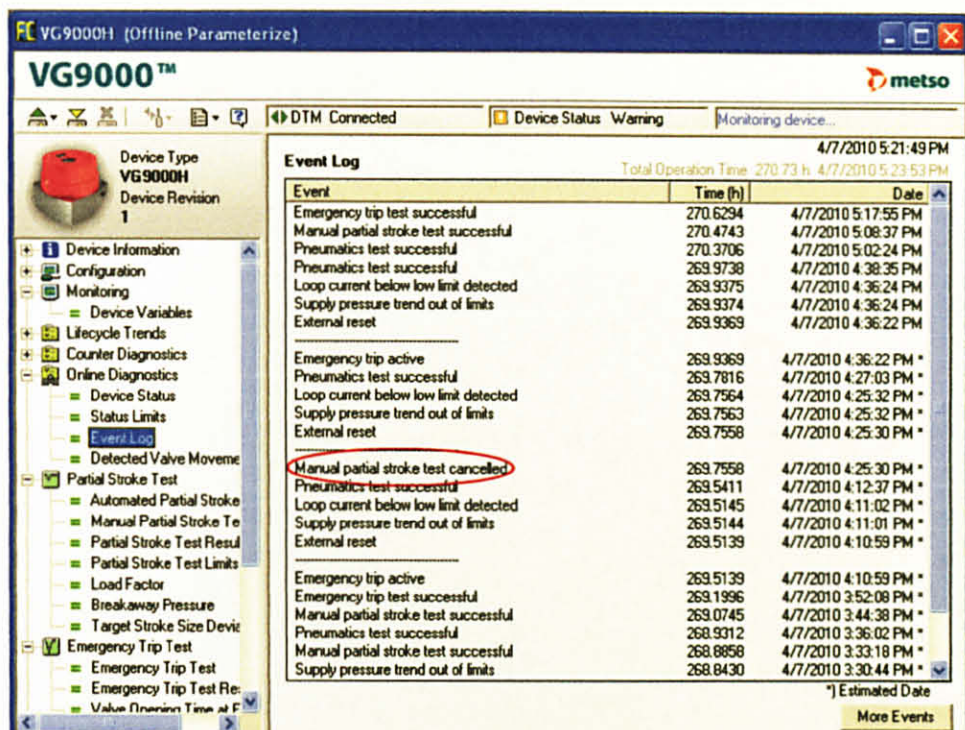 VG9000H (Offline Parameterize)
VG9000™
metso
DTM Connected
Device Status Warning
Monitoring device...
Device Type
VG9000H
Device Revision
1
Device Information
Configuration
Monitoring
Device Variables
Lifecycle Trends
Counter Diagnostics
Online Diagnostics
Device Status
Status Limits
Event Log
Detected Valve Moveme
Partial Stroke Test
Automated Partial Stroke
Manual Partial Stroke Te
Partial Stroke Test Resul
Partial Stroke Test Limits
Load Factor
Breakaway Pressure
Target Stroke Size Devia
Emergency Trip Test
Emergency Trip Test
Emergency Trip Test Re
Valve Opening Time at
4/7/2010 5:21:49 PM
Event Log
Total Operation Time 270.73 h 4/7/2010 5:23:53 PM
Event Time (h) Date
Emergency trip test successful 270.6294 4/7/2010 5:17:55 PM
Manual partial stroke test successful 270.4743 4/7/2010 5:08:37 PM
Pneumatics test successful 270.3706 4/7/2010 5:02:24 PM
Pneumatics test successful 269.9738 4/7/2010 4:38:35 PM
Loop current below low limit detected 269.9375 4/7/2010 4:36:24 PM
Supply pressure trend out of limits 269.9374 4/7/2010 4:36:24 PM
External reset 269.9369 4/7/2010 4:36:22 PM
Emergency trip active 269.9369 4/7/2010 4:36:22 PM *
Pneumatics test successful 269.7816 4/7/2010 4:27:03 PM *
Loop current below low limit detected 269.7564 4/7/2010 4:25:32 PM *
Supply pressure trend out of limits 269.7563 4/7/2010 4:25:32 PM *
External reset 269.7558 4/7/2010 4:25:30 PM *
Manual partial stroke test cancelled 269.7558 4/7/2010 4:25:30 PM *
Pneumatics test successful 269.5411 4/7/2010 4:12:37 PM *
Loop current below low limit detected 269.5145 4/7/2010 4:11:02 PM *
Supply pressure trend out of limits 269.5144 4/7/2010 4:11:01 PM *
External reset 269.5139 4/7/2010 4:10:59 PM *
Emergency trip active 269.5139 4/7/2010 4:10:59 PM *
Emergency trip test successful 269.1996 4/7/2010 3:52:08 PM *
Manual partial stroke test successful 269.0745 4/7/2010 3:44:38 PM *
Pneumatics test successful 268.9312 4/7/2010 3:36:02 PM *
Manual partial stroke test successful 268.8858 4/7/2010 3:33:18 PM *
Supply pressure trend out of limits 268.8430 4/7/2010 3:30:44 PM *
*) Estimated Date
More Events